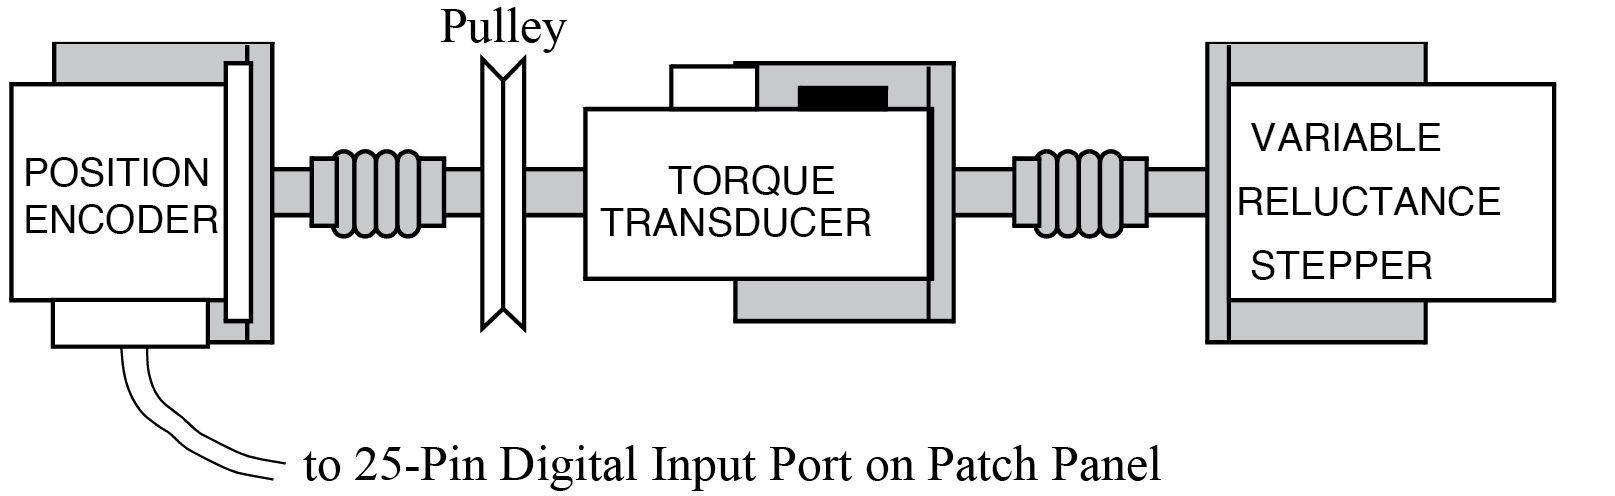 Pulley
POSITION
ENCODER
TORQUE
TRANSDUCER
VARIABLE
RELUCTANCE
STEPPER
to 25-Pin Digital Input Port on Patch Panel